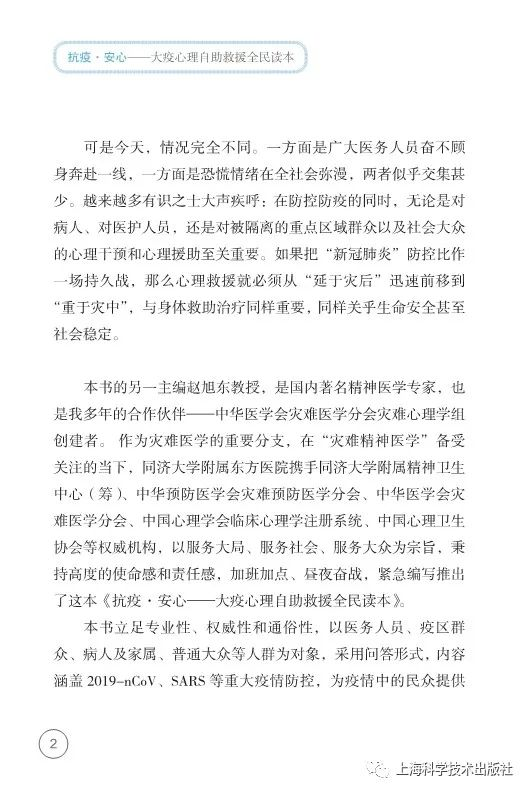 抗疫·安心——大疫心理自助救援全民读本
可是今天，情况完全不同。一方面是广大医务人员奋不顾
身奔赴一线，一方面是恐慌情绪在全社会弥漫，两者似乎交集甚
少。越来越多有识之士大声疾呼：在防控防疫的同时，无论是对
病人、对医护人员，还是对被隔离的重点区域群众以及社会大众
的心理干预和心理援助至关重要。如果把“新冠肺炎”防控比作
一场持久战，那么心理救援就必须从“延于灾后”迅速前移到
“重于灾中”，与身体救助治疗同样重要，同样关乎生命安全甚至
社会稳定。
本书的另一主编赵旭东教授，是国内著名精神医学专家，也
是我多年的合作伙伴——中华医学会灾难医学分会灾难心理学组
创建者。 作为灾难医学的重要分支，在“灾难精神医学”备受
关注的当下，同济大学附属东方医院携手同济大学附属精神卫生
中心（筹）、中华预防医学会灾难预防医学分会、中华医学会灾
难医学分会、中国心理学会临床心理学注册系统、中国心理卫生
协会等权威机构，以服务大局、服务社会、服务大众为宗旨，秉
持高度的使命感和责任感，加班加点、昼夜奋战，紧急编写推出
了这本《抗疫·安心——大疫心理自助救援全民读本》。
本书立足专业性、权威性和通俗性，以医务人员、疫区群
众、病人及家属、普通大众等人群为对象，采用问答形式，内容
涵盖 2019-nCoV、SARS 等重大疫情防控，为疫情中的民众提供
2
上海科学技术出版社